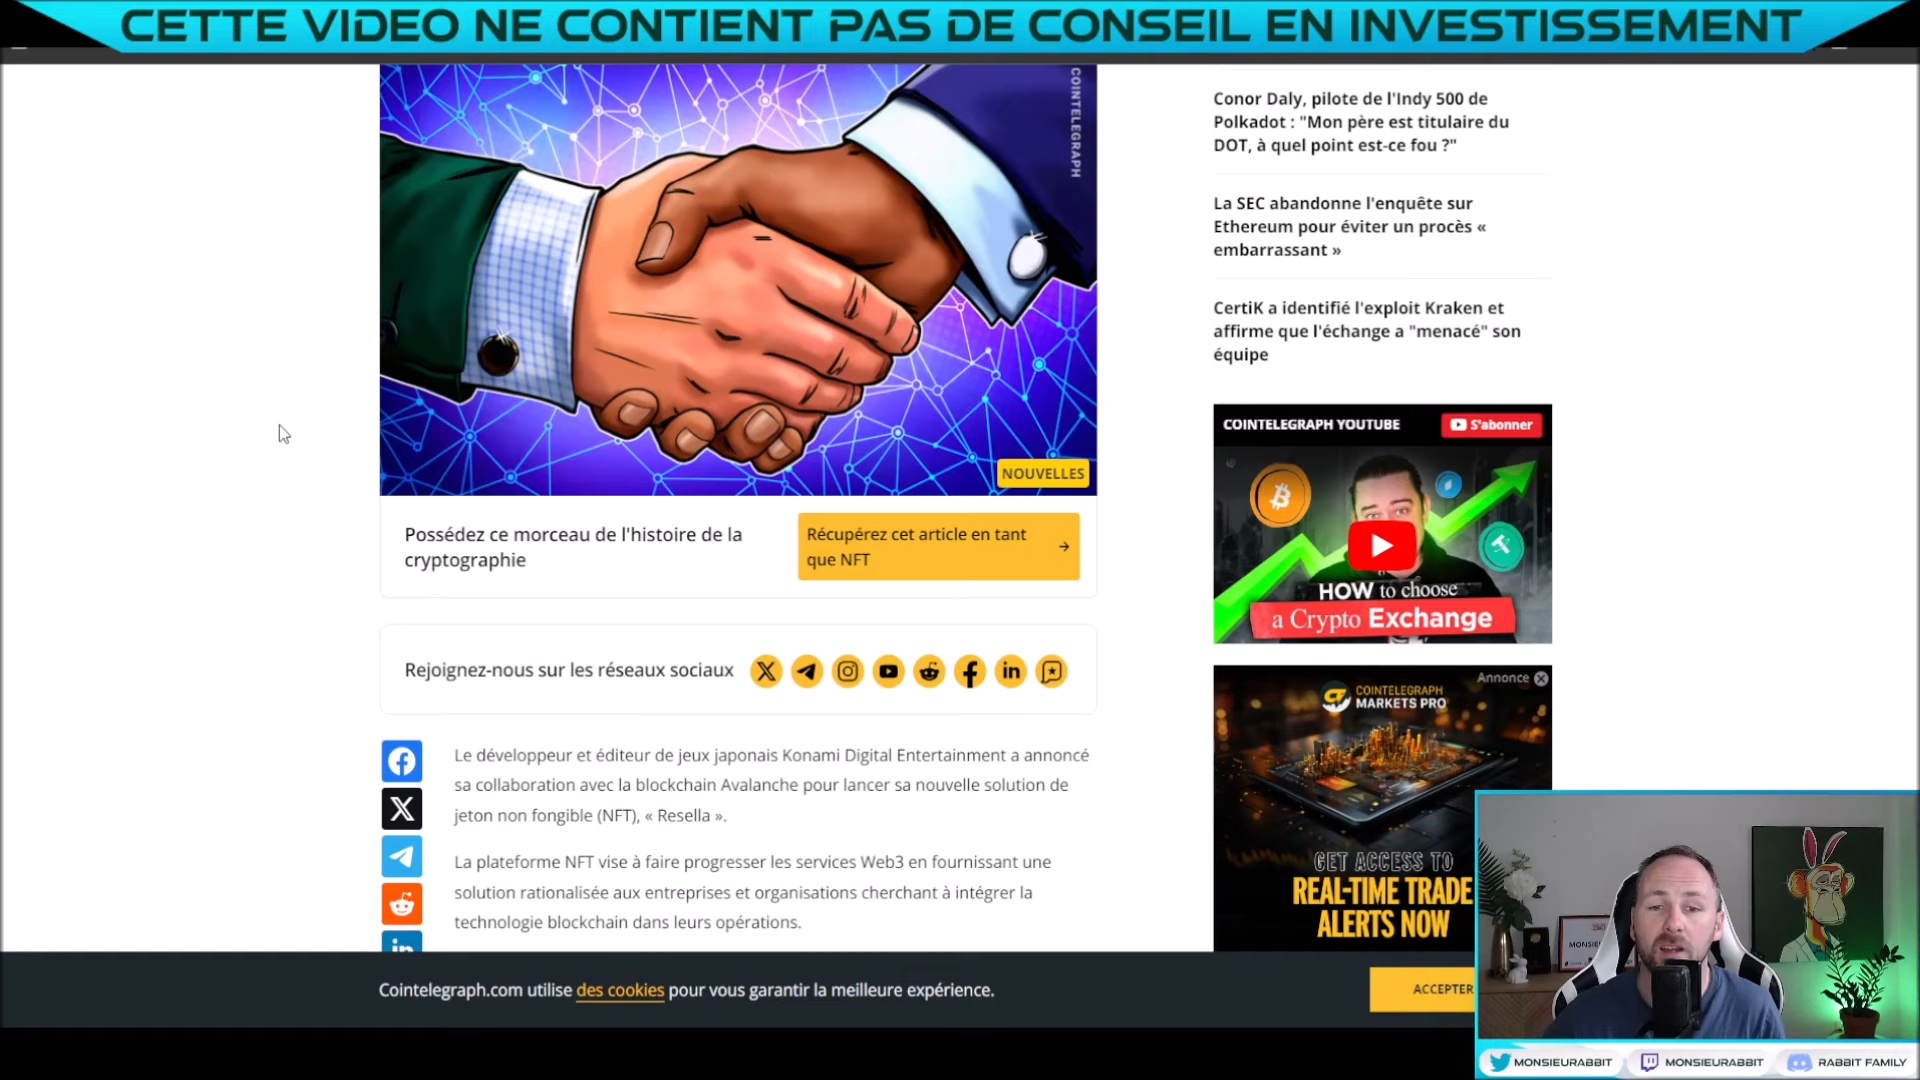 CETTE VIDEO NE CONTIENT PAS DE CONSEIL EN INVESTISSEMENT
COINTELEGRAPH
NOUVELLES
Possédez ce morceau de l'histoire de la
cryptographie
Récupérez cet article en tant
que NFT
Rejoignez-nous sur les réseaux sociaux
Le développeur et éditeur de jeux japonais Konami Digital Entertainment a annoncé
sa collaboration avec la blockchain Avalanche pour lancer sa nouvelle solution de
jeton non fongible (NFT), « Resella ».
La plateforme NFT vise à faire progresser les services Web3 en fournissant une
solution rationalisée aux entreprises et organisations cherchant à intégrer la
technologie blockchain dans leurs opérations.
Conor Daly, pilote de l'Indy 500 de
Polkadot : "Mon père est titulaire du
DOT, à quel point est-ce fou ?"
La SEC abandonne l'enquête sur
Ethereum pour éviter un procès «
embarrassant »
CertiK a identifié l'exploit Kraken et
affirme que l'échange a "menacé" son
équipe
COINTELEGRAPH YOUTUBE
S'abonner
HOW to choose
a Crypto Exchange
Annonce
COINTELEGRAPH
MARKETS PRO
GET ACCESS TO
REAL-TIME TRADE
ALERTS NOW
Cointelegraph.com utilise des cookies pour vous garantir la meilleure expérience.
ACCEPTER
MONSIEURABBIT
MONSIEURABBIT
RABBIT FAMILY